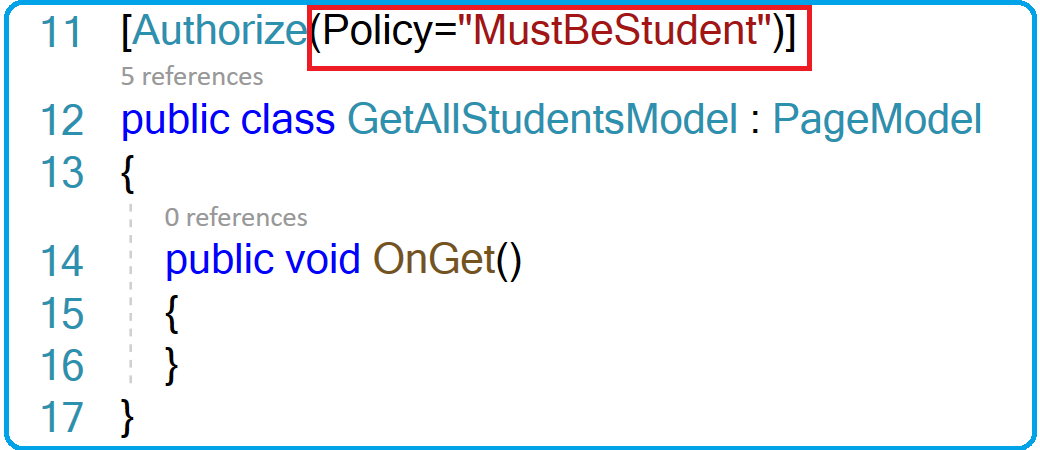 11 [Authorize(Policy="MustBeStudent")]
5 references
12 public class GetAllStudentsModel : PageModel
13 {
0 references
14 public void OnGet()
15 {
16 }
17 }